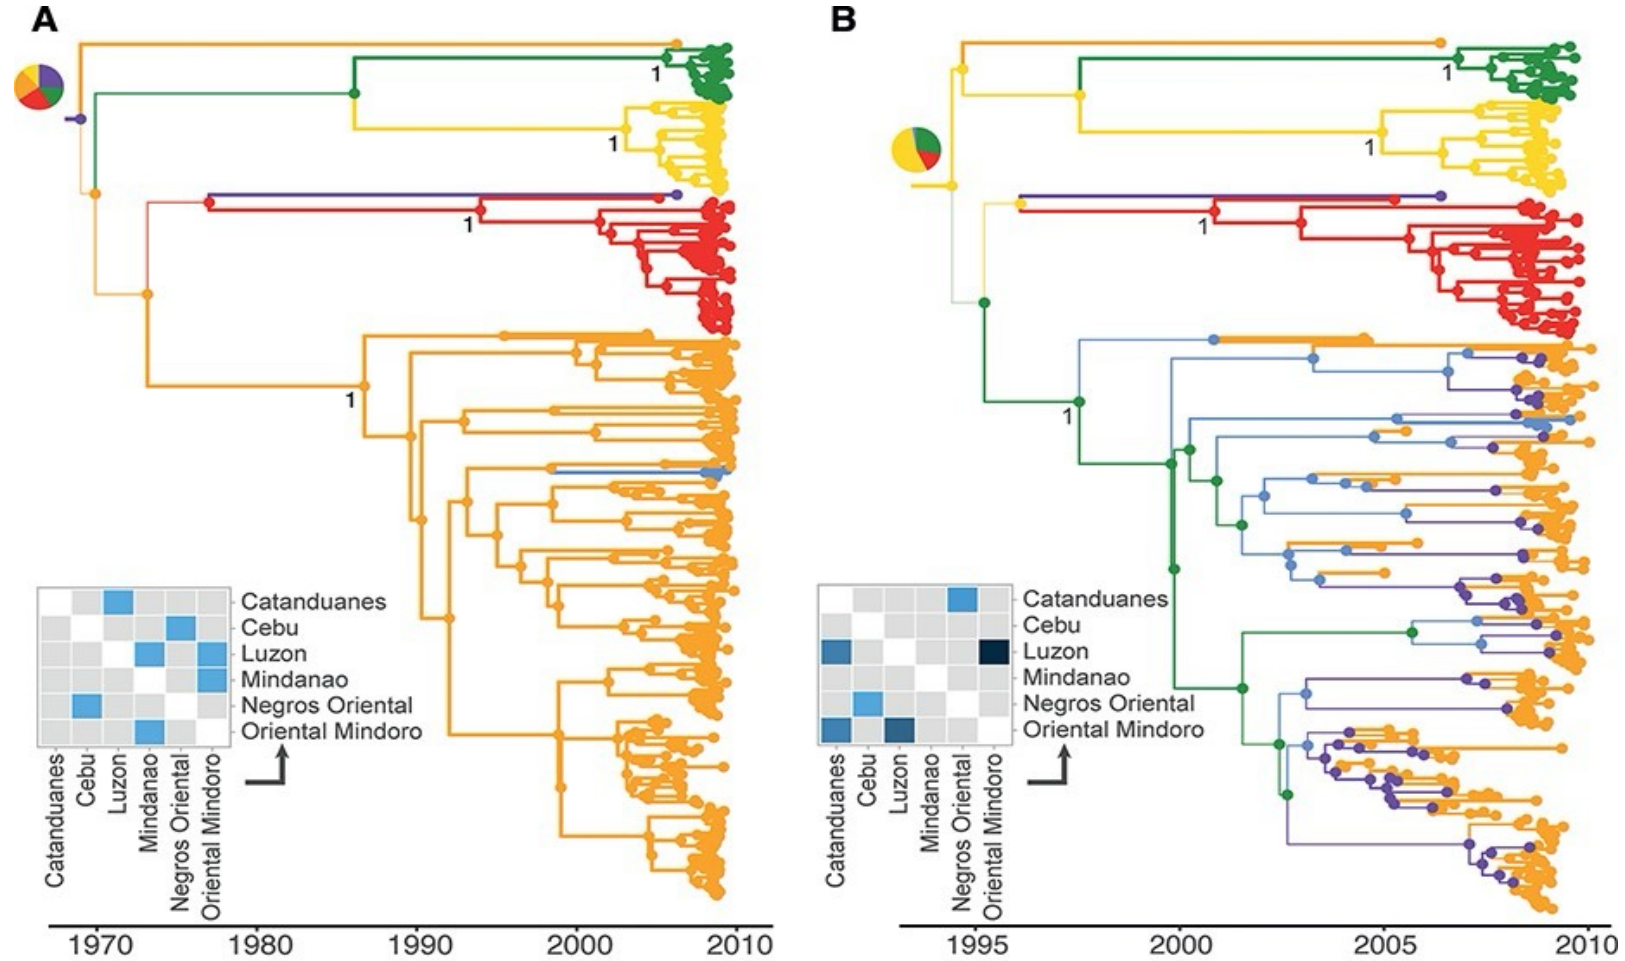 A
1
1
1
1
Catanduanes
Cebu
Luzon
Mindanao
Negros Oriental
Oriental Mindoro
Catanduanes
Cebu
Luzon
Mindanao
Negros Oriental
Oriental Mindoro
1970 1980 1990 2000 2010
B
1
1
1
1
Catanduanes
Cebu
Luzon
Mindanao
Negros Oriental
Oriental Mindoro
Catanduanes
Cebu
Luzon
Mindanao
Negros Oriental
Oriental Mindoro
1995 2000 2005 2010